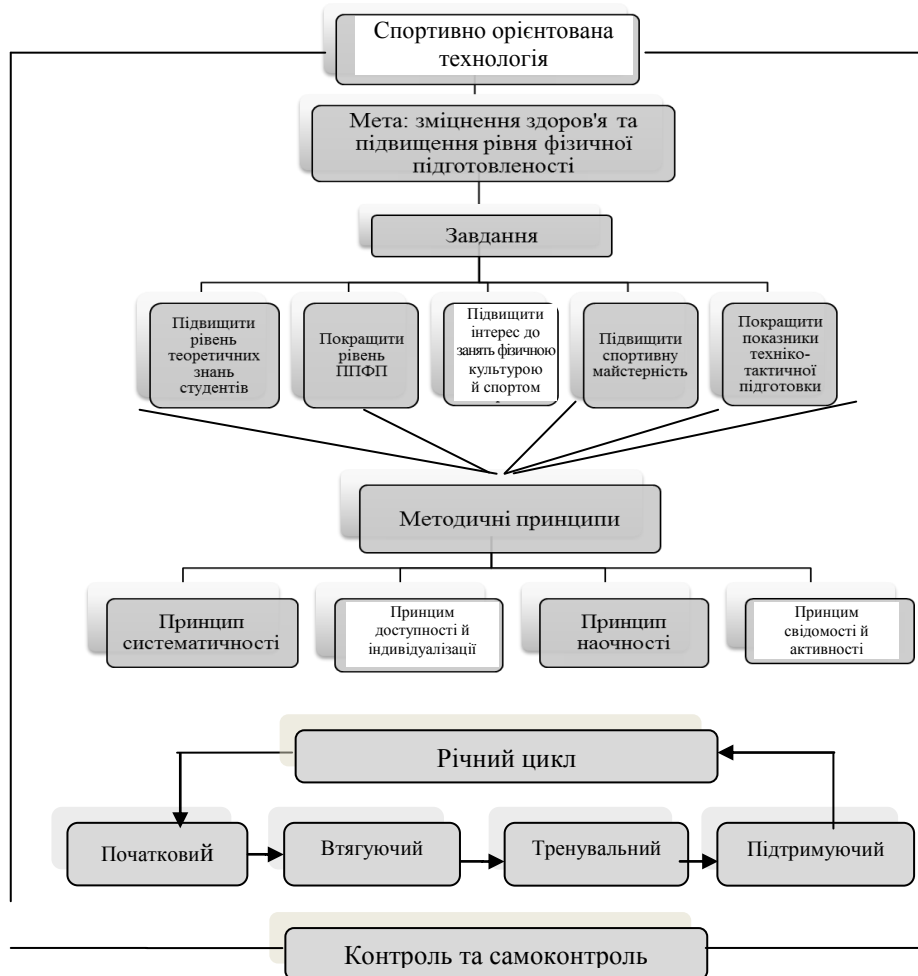 Спортивно орієнтована
технологія
Мета: зміцнення здоров'я та
підвищення рівня фізичної
підготовленості
Завдання
Підвищити
рівень
теоретичних
знань
студентів
Покращити
рівень
ППФП
Підвищити
інтерес до
занять фізичною
культурою
й спортом
Підвищити
спортивну
майстерність
Покращити
показники
техніко-
тактичної
підготовки
Методичні принципи
Принцип
систематичності
Принцим
доступності й
індивідуалізації
Принцип
наочності
Принцим
свідомості й
активності
Річний цикл
Початковий
Втягуючий
Тренувальний
Підтримуючий
Контроль та самоконтроль